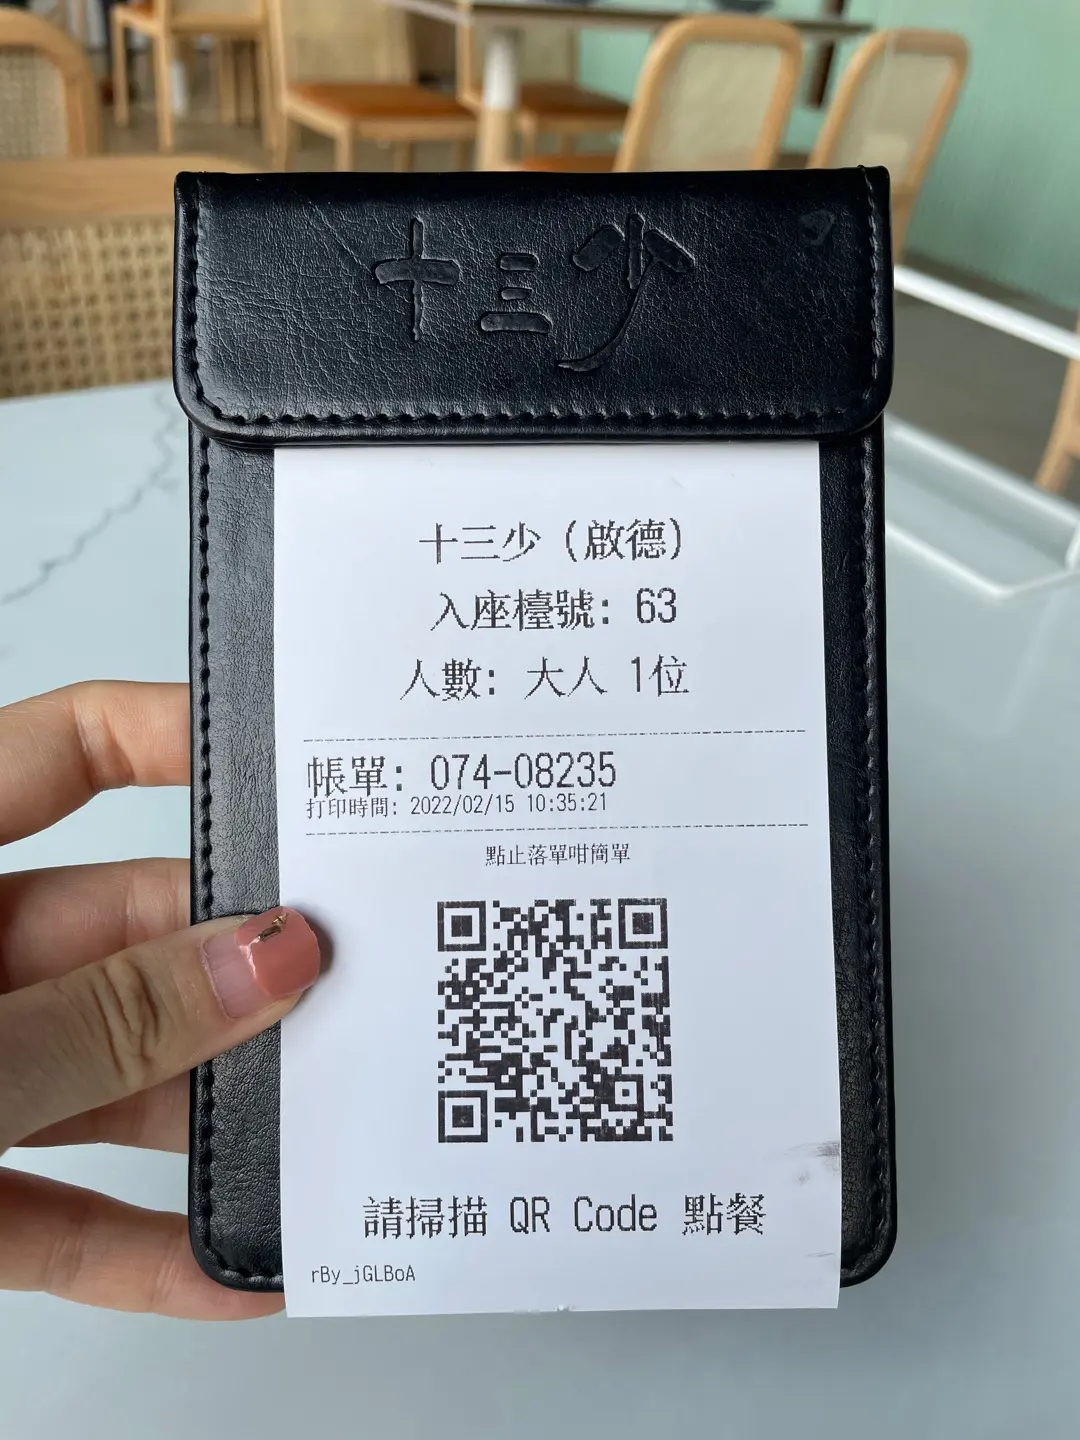 十三少
十三少 (啟德)
入座檯號: 63
人數: 大人 1位
帳單: 074-08235
打印時間: 2022/02/15 10:35:21
點止落單咁簡單
請掃描 QR Code 點餐
rBy_jGLBoA